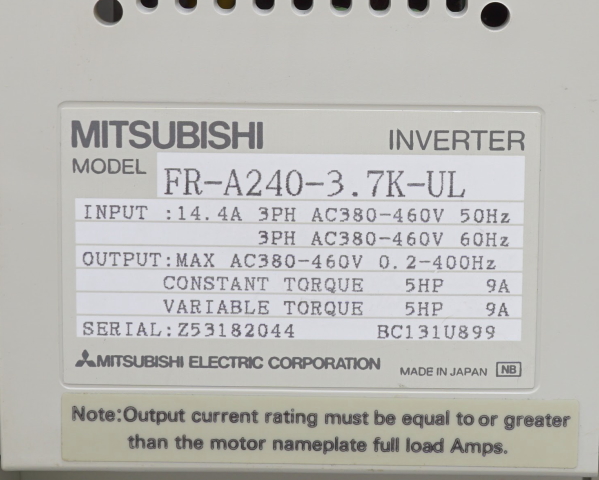 MITSUBISHI INVERTER
MODEL FR-A240-3.7K-UL
INPUT :14.4A 3PH AC380-460V 50Hz
3PH AC380-460V 60Hz
OUTPUT:MAX AC380-460V 0.2-400Hz
CONSTANT TORQUE 5HP 9A
VARIABLE TORQUE 5HP 9A
SERIAL:Z53182044 BC131U899
MITSUBISHI ELECTRIC CORPORATION MADE IN JAPAN NB
Note:Output current rating must be equal to or greater
than the motor nameplate full load Amps.